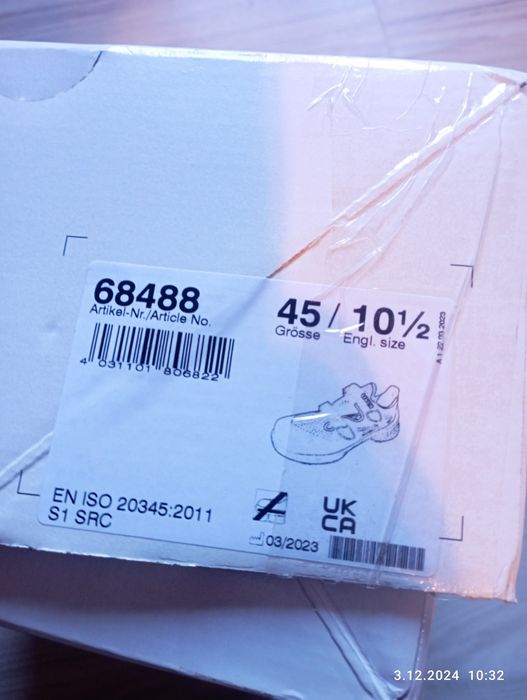 68488
Artikel-Nr./Article No.
45 / 10½
Grösse Engl. size
4 031101 806822
EN ISO 20345:2011
S1 SRC
UK
CA
03/2023
3.12.2024 10:32